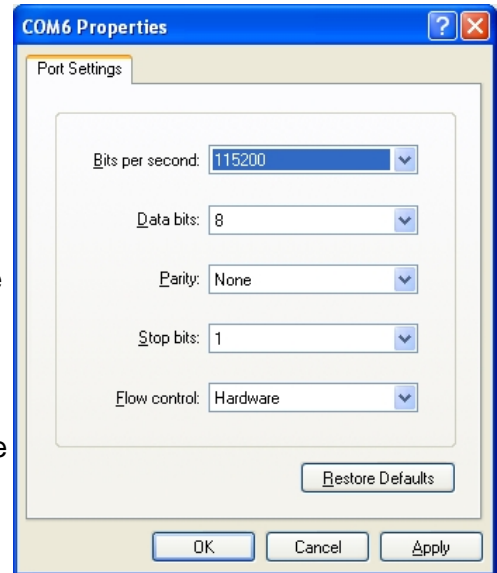 COM6 Properties
Port Settings
Bits per second: 115200
Data bits: 8
e
Parity: None
Stop bits: 1
Flow control: Hardware
e
Restore Defaults
OK Cancel Apply